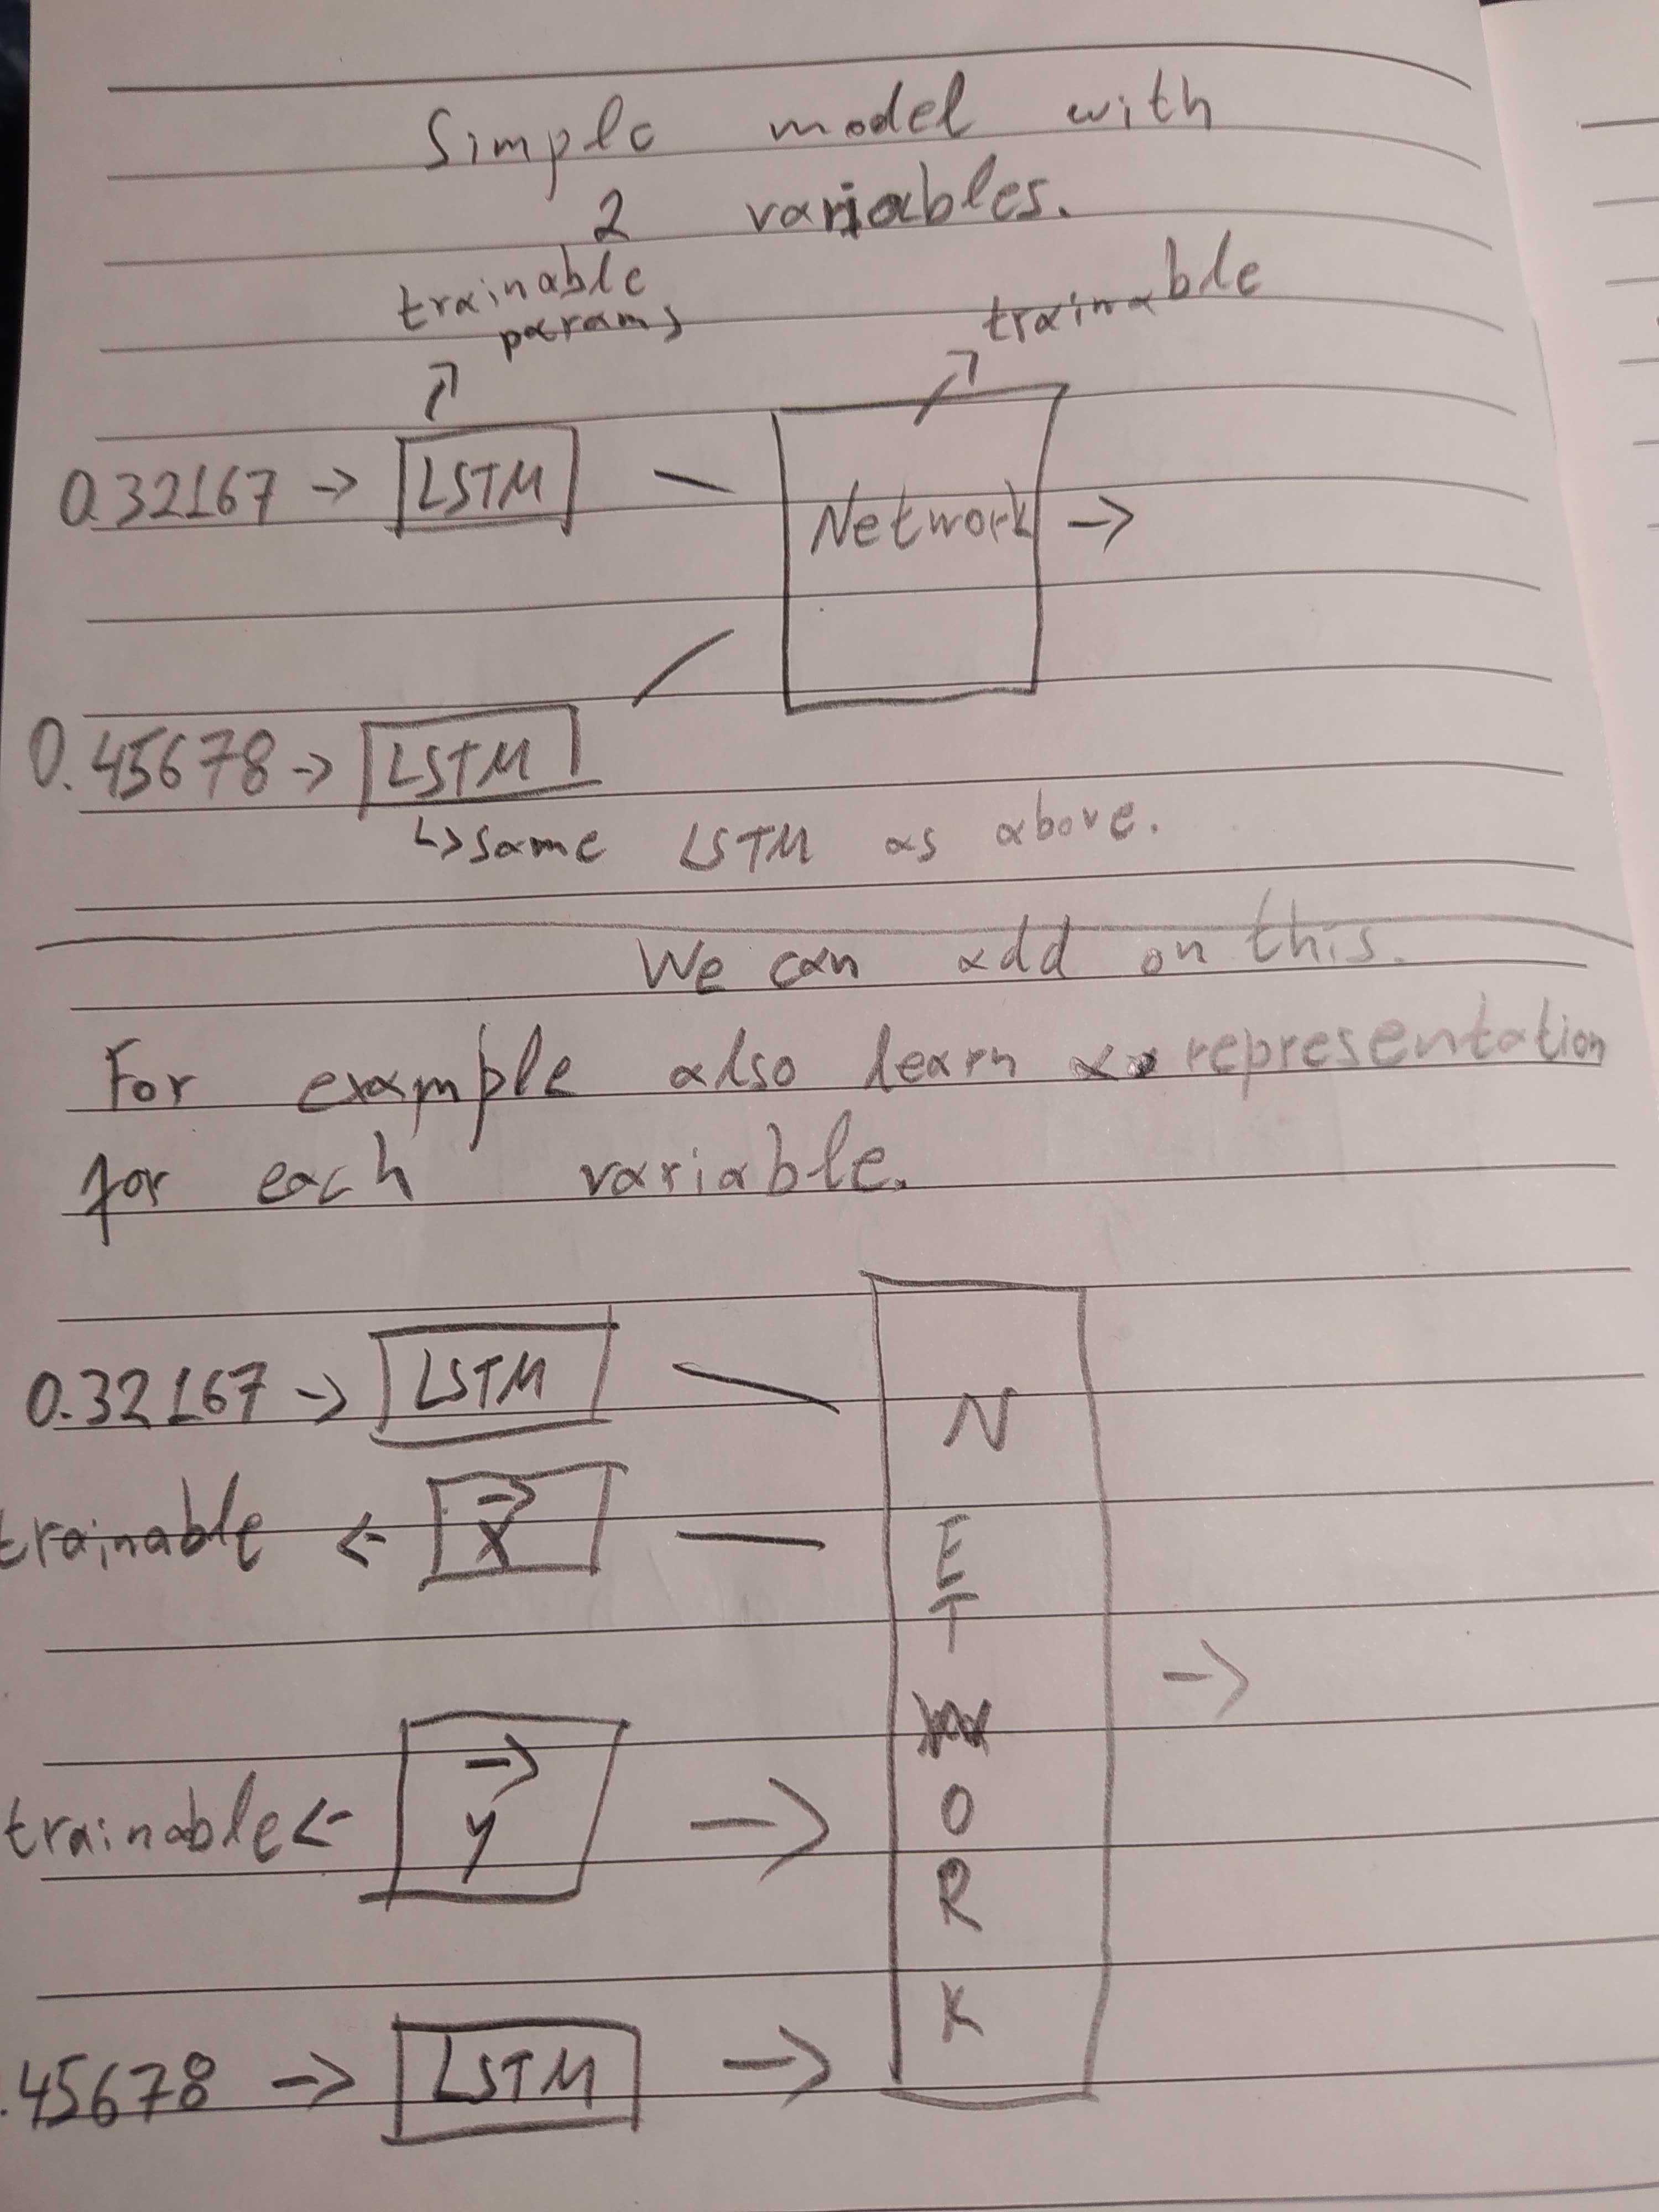 Simple model with
2 variables.
trainable
params
trainable
0.32167 → LSTM
Network →
0.45678 → LSTM
↳ same LSTM as above.
We can add on this.
For example also learn a representation
for each variable.
0.32167 → LSTM
trainable ← x⃗
trainable ← y⃗
.45678 → LSTM
N
E
T
W
O
R
K